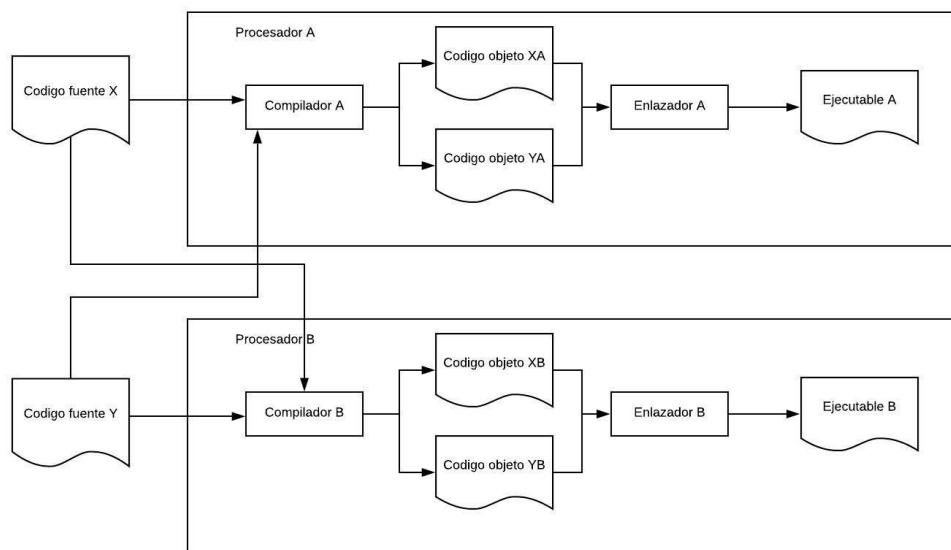 Procesador A
Codigo fuente X
Compilador A
Codigo objeto XA
Codigo objeto YA
Enlazador A
Ejecutable A
Procesador B
Codigo fuente Y
Compilador B
Codigo objeto XB
Codigo objeto YB
Enlazador B
Ejecutable B